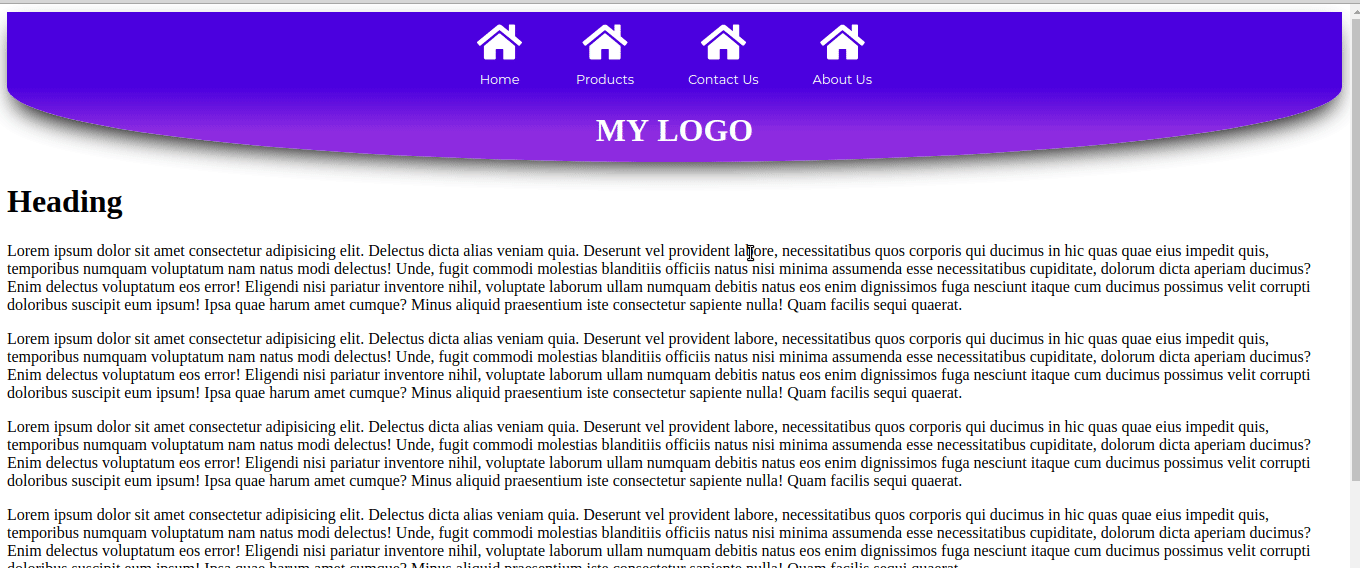 Home Products Contact Us About Us
MY LOGO
Heading
Lorem ipsum dolor sit amet consectetur adipisicing elit. Delectus dicta alias veniam quia. Deserunt vel provident labore, necessitatibus quos corporis qui ducimus in hic quas quae eius impedit quis,
temporibus numquam voluptatum nam natus modi delectus! Unde, fugit commodi molestias blanditiis officiis natus nisi minima assumenda esse necessitatibus cupiditate, dolorum dicta aperiam ducimus?
Enim delectus voluptatum eos error! Eligendi nisi pariatur inventore nihil, voluptate laborum ullam numquam debitis natus eos enim dignissimos fuga nesciunt itaque cum ducimus possimus velit corrupti
doloribus suscipit eum ipsum! Ipsa quae harum amet cumque? Minus aliquid praesentium iste consectetur sapiente nulla! Quam facilis sequi quaerat.
Lorem ipsum dolor sit amet consectetur adipisicing elit. Delectus dicta alias veniam quia. Deserunt vel provident labore, necessitatibus quos corporis qui ducimus in hic quas quae eius impedit quis,
temporibus numquam voluptatum nam natus modi delectus! Unde, fugit commodi molestias blanditiis officiis natus nisi minima assumenda esse necessitatibus cupiditate, dolorum dicta aperiam ducimus?
Enim delectus voluptatum eos error! Eligendi nisi pariatur inventore nihil, voluptate laborum ullam numquam debitis natus eos enim dignissimos fuga nesciunt itaque cum ducimus possimus velit corrupti
doloribus suscipit eum ipsum! Ipsa quae harum amet cumque? Minus aliquid praesentium iste consectetur sapiente nulla! Quam facilis sequi quaerat.
Lorem ipsum dolor sit amet consectetur adipisicing elit. Delectus dicta alias veniam quia. Deserunt vel provident labore, necessitatibus quos corporis qui ducimus in hic quas quae eius impedit quis,
temporibus numquam voluptatum nam natus modi delectus! Unde, fugit commodi molestias blanditiis officiis natus nisi minima assumenda esse necessitatibus cupiditate, dolorum dicta aperiam ducimus?
Enim delectus voluptatum eos error! Eligendi nisi pariatur inventore nihil, voluptate laborum ullam numquam debitis natus eos enim dignissimos fuga nesciunt itaque cum ducimus possimus velit corrupti
doloribus suscipit eum ipsum! Ipsa quae harum amet cumque? Minus aliquid praesentium iste consectetur sapiente nulla! Quam facilis sequi quaerat.
Lorem ipsum dolor sit amet consectetur adipisicing elit. Delectus dicta alias veniam quia. Deserunt vel provident labore, necessitatibus quos corporis qui ducimus in hic quas quae eius impedit quis,
temporibus numquam voluptatum nam natus modi delectus! Unde, fugit commodi molestias blanditiis officiis natus nisi minima assumenda esse necessitatibus cupiditate, dolorum dicta aperiam ducimus?
Enim delectus voluptatum eos error! Eligendi nisi pariatur inventore nihil, voluptate laborum ullam numquam debitis natus eos enim dignissimos fuga nesciunt itaque cum ducimus possimus velit corrupti